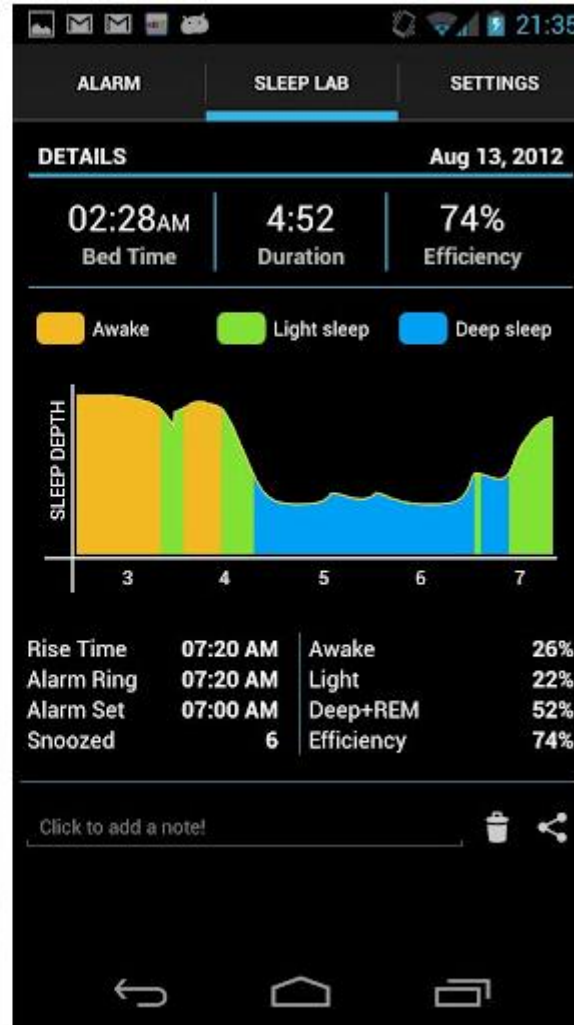 21:35
ALARM SLEEP LAB SETTINGS
DETAILS Aug 13, 2012
02:28AM 4:52 74%
Bed Time Duration Efficiency
Awake Light sleep Deep sleep
SLEEP DEPTH
3 4 5 6 7
Rise Time 07:20 AM Awake 26%
Alarm Ring 07:20 AM Light 22%
Alarm Set 07:00 AM Deep+REM 52%
Snoozed 6 Efficiency 74%
Click to add a note!